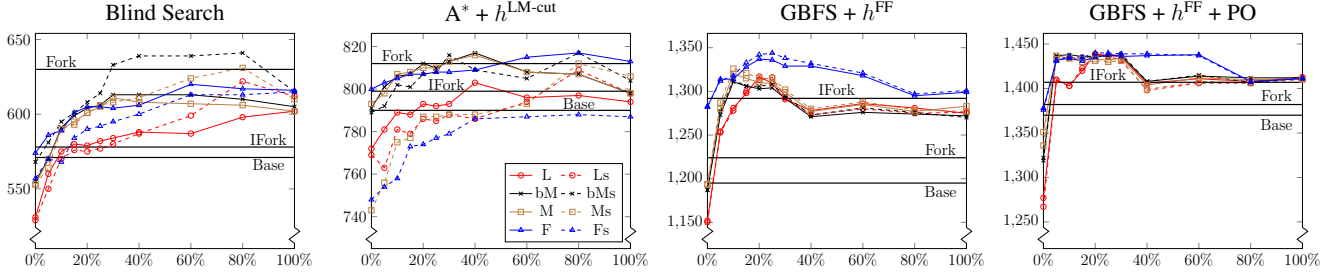 Blind Search
650
600
550
Fork
IFork
Base
0% 20% 40% 60% 80% 100%
A* + h^LM-cut
820
800
780
760
740
Fork
IFork
Base
L Ls
bM bMs
M Ms
F Fs
0% 20% 40% 60% 80% 100%
GBFS + h^FF
1,350
1,300
1,250
1,200
1,150
IFork
Fork
Base
0% 20% 40% 60% 80% 100%
GBFS + h^FF + PO
1,450
1,400
1,350
1,300
1,250
IFork
Fork
Base
0% 20% 40% 60% 80% 100%